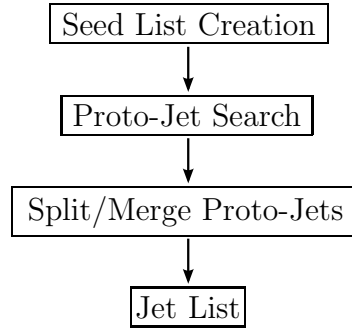 Seed List Creation
Proto-Jet Search
Split/Merge Proto-Jets
Jet List